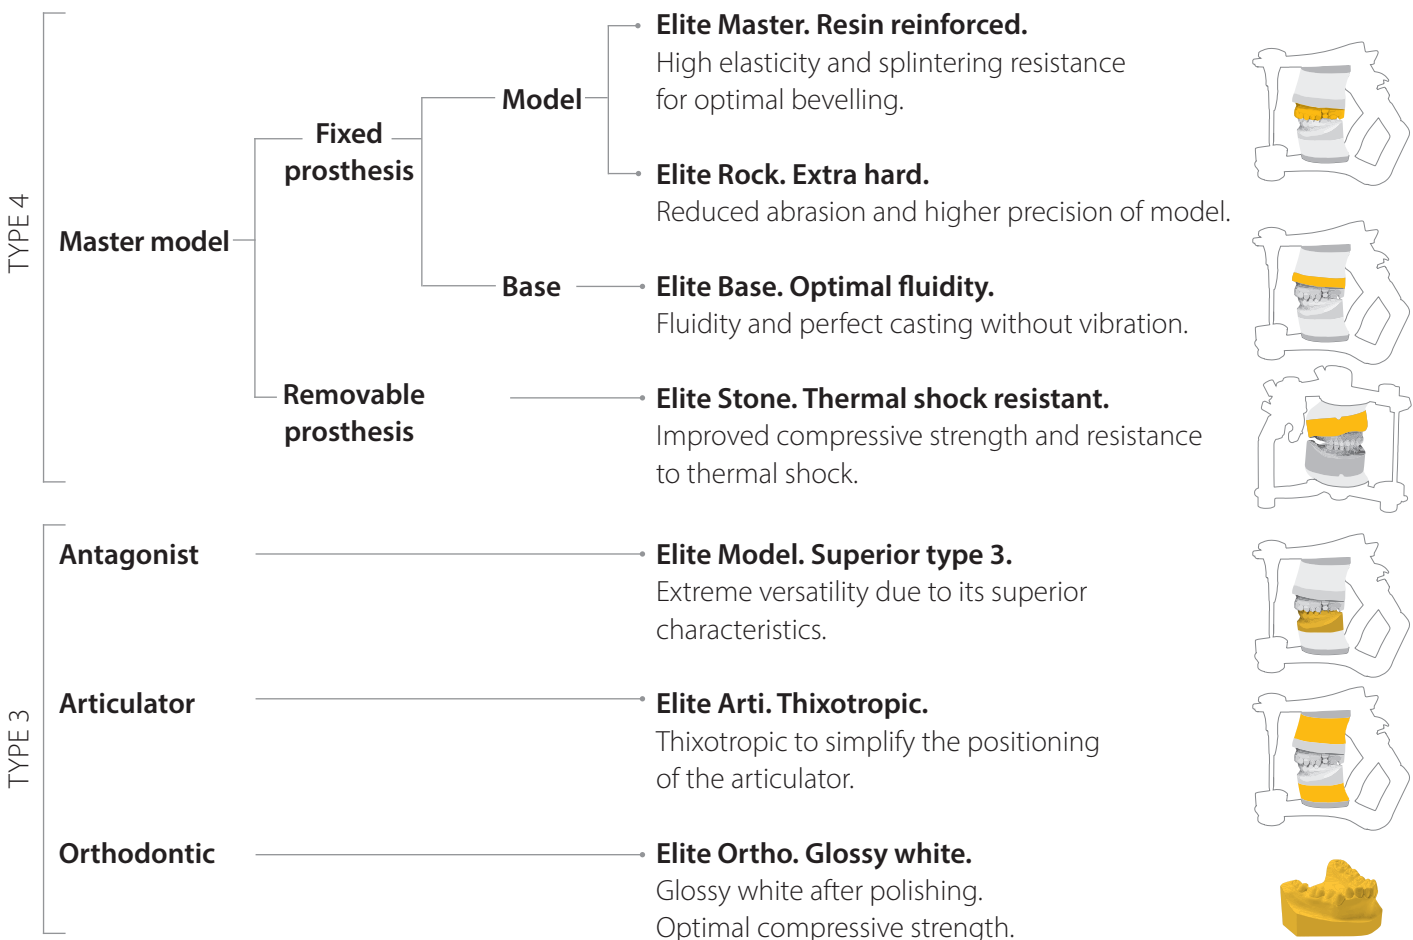 TYPE 4
Master model
Fixed
prosthesis
Model
Elite Master. Resin reinforced.
High elasticity and splintering resistance
for optimal bevelling.
Elite Rock. Extra hard.
Reduced abrasion and higher precision of model.
Base
Elite Base. Optimal fluidity.
Fluidity and perfect casting without vibration.
Removable
prosthesis
Elite Stone. Thermal shock resistant.
Improved compressive strength and resistance
to thermal shock.
TYPE 3
Antagonist
Elite Model. Superior type 3.
Extreme versatility due to its superior
characteristics.
Articulator
Elite Arti. Thixotropic.
Thixotropic to simplify the positioning
of the articulator.
Orthodontic
Elite Ortho. Glossy white.
Glossy white after polishing.
Optimal compressive strength.